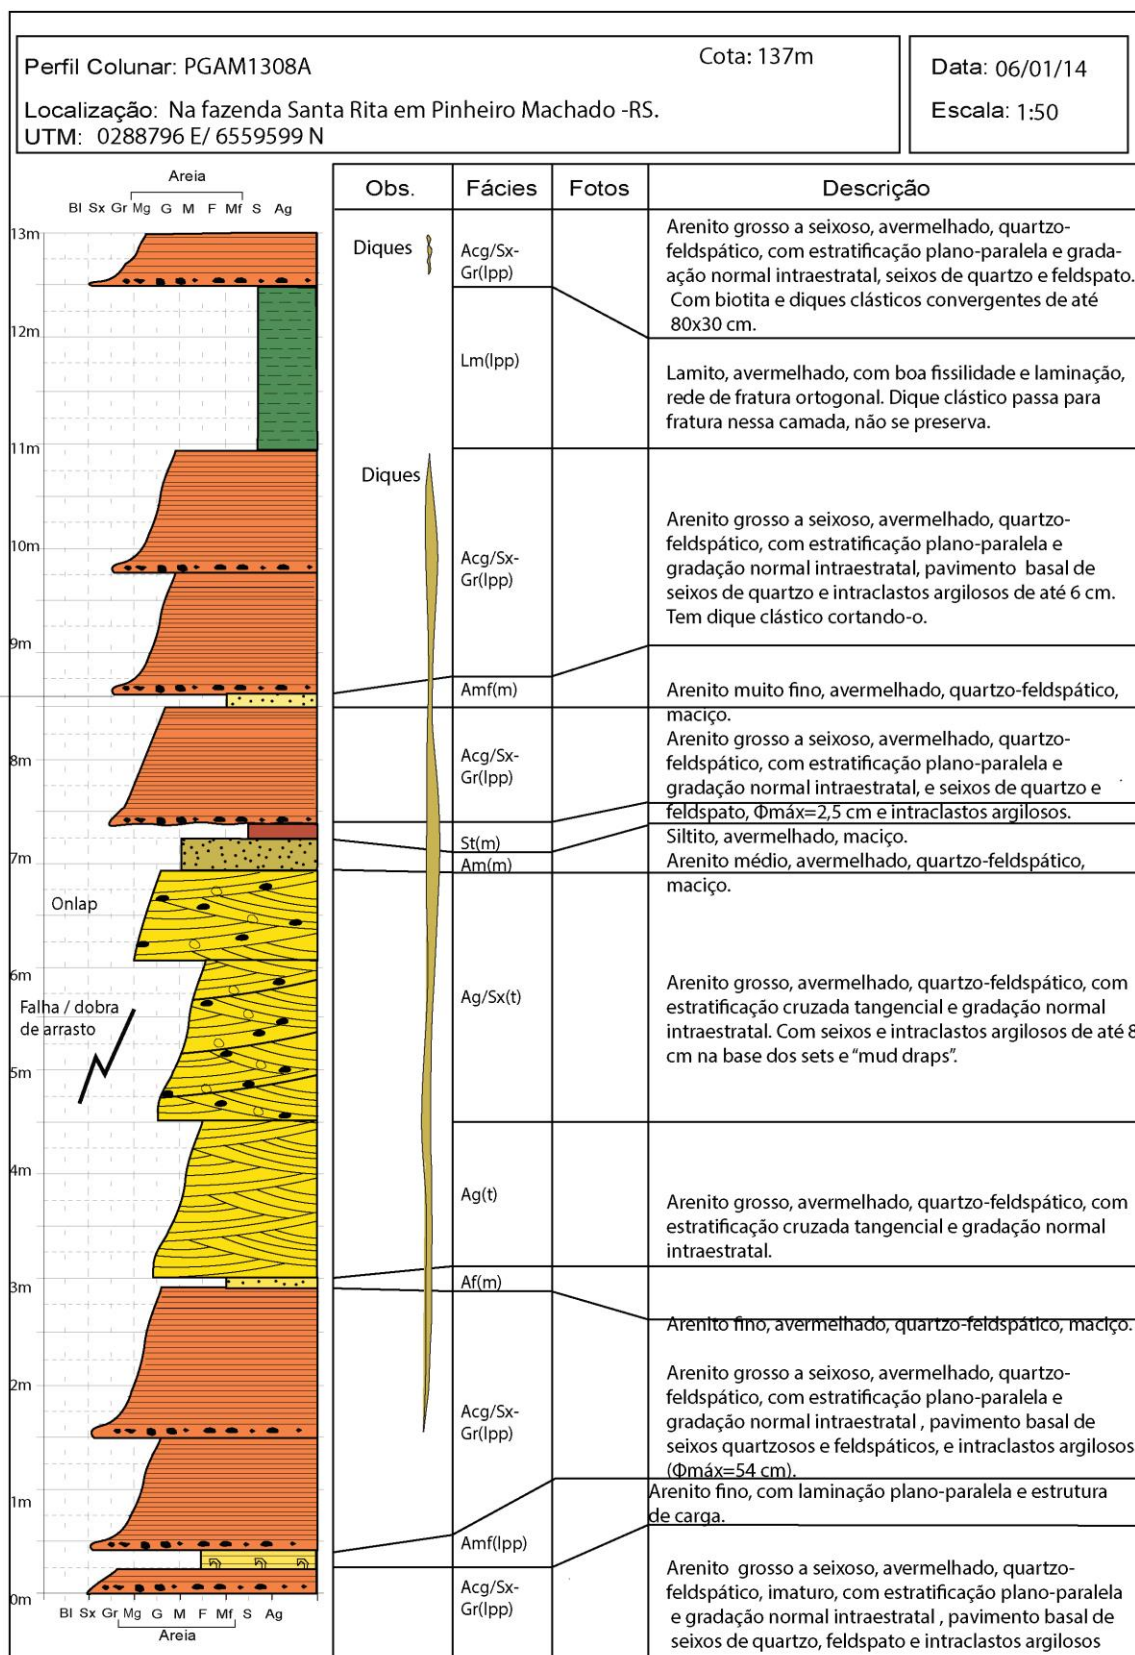 Perfil Colunar: PGAM1308A
Cota: 137m
Localização: Na fazenda Santa Rita em Pinheiro Machado -RS.
UTM: 0288796 E/ 6559599 N
Data: 06/01/14
Escala: 1:50
Areia
Bl Sx Gr Mg G M F Mf S Ag
Obs.
Fácies
Fotos
Descrição
13m
12m
11m
10m
9m
8m
7m
Onlap
6m
Falha / dobra
de arrasto
5m
4m
3m
2m
1m
0m
Bl Sx Gr Mg G M F Mf S Ag
Areia
Diques
Diques
Acg/Sx-
Gr(lpp)
Lm(lpp)
Acg/Sx-
Gr(lpp)
Amf(m)
Acg/Sx-
Gr(lpp)
St(m)
Am(m)
Ag/Sx(t)
Ag(t)
Af(m)
Acg/Sx-
Gr(lpp)
Amf(lpp)
Acg/Sx-
Gr(lpp)
Arenito grosso a seixoso, avermelhado, quartzo-
feldspático, com estratificação plano-paralela e grada-
ação normal intraestratal, seixos de quartzo e feldspato.
Com biotita e diques clásticos convergentes de até
80x30 cm.
Lamito, avermelhado, com boa fissilidade e laminação,
rede de fratura ortogonal. Dique clástico passa para
fratura nessa camada, não se preserva.
Arenito grosso a seixoso, avermelhado, quartzo-
feldspático, com estratificação plano-paralela e
gradação normal intraestratal, pavimento basal de
seixos de quartzo e intraclastos argilosos de até 6 cm.
Tem dique clástico cortando-o.
Arenito muito fino, avermelhado, quartzo-feldspático,
maciço.
Arenito grosso a seixoso, avermelhado, quartzo-
feldspático, com estratificação plano-paralela e
gradação normal intraestratal, e seixos de quartzo e
feldspato, Φmáx=2,5 cm e intraclastos argilosos.
Siltito, avermelhado, maciço.
Arenito médio, avermelhado, quartzo-feldspático,
maciço.
Arenito grosso, avermelhado, quartzo-feldspático, com
estratificação cruzada tangencial e gradação normal
intraestratal. Com seixos e intraclastos argilosos de até 8
cm na base dos sets e “mud draps”.
Arenito grosso, avermelhado, quartzo-feldspático, com
estratificação cruzada tangencial e gradação normal
intraestratal.
Arenito fino, avermelhado, quartzo-feldspático, maciço.
Arenito grosso a seixoso, avermelhado, quartzo-
feldspático, com estratificação plano-paralela e
gradação normal intraestratal , pavimento basal de
seixos quartzosos e feldspáticos, e intraclastos argilosos
(Φmáx=54 cm).
Arenito fino, com laminação plano-paralela e estrutura
de carga.
Arenito grosso a seixoso, avermelhado, quartzo-
feldspático, imaturo, com estratificação plano-paralela
e gradação normal intraestratal , pavimento basal de
seixos de quartzo, feldspato e intraclastos argilosos